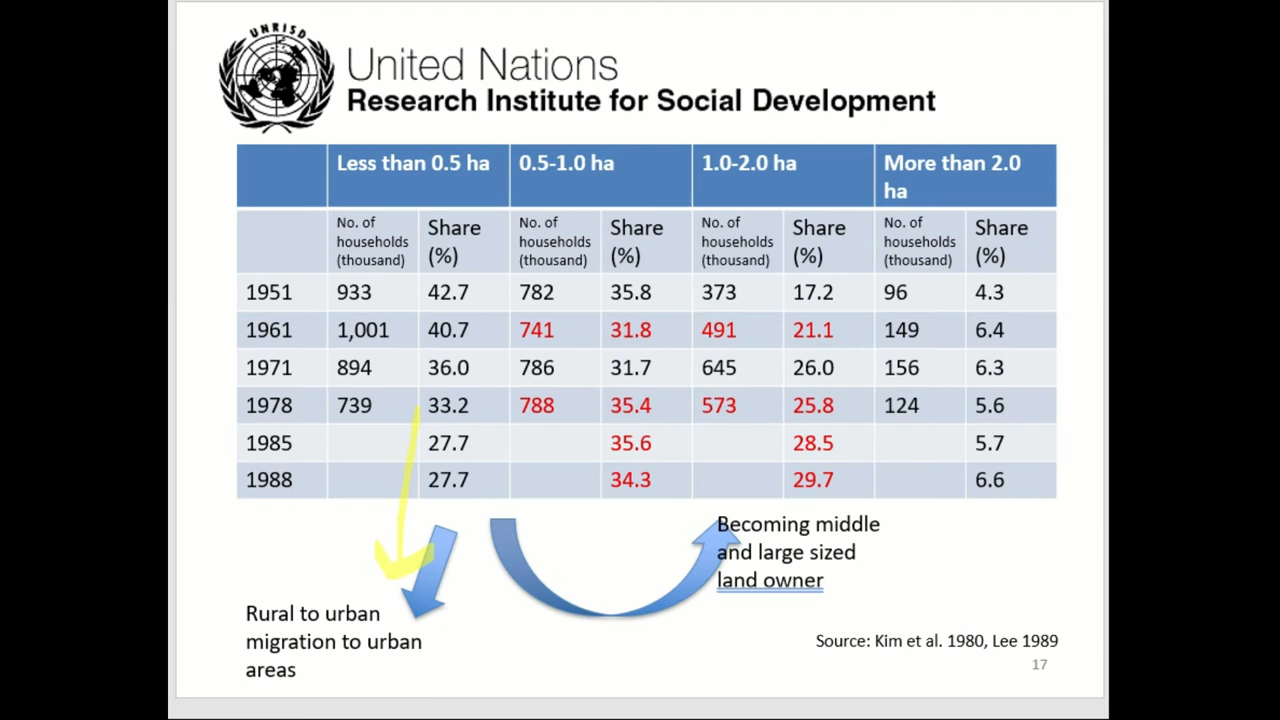 UNRISD
United Nations
Research Institute for Social Development
Less than 0.5 ha 0.5-1.0 ha 1.0-2.0 ha More than 2.0
ha
No. of households (thousand) Share (%) No. of households (thousand) Share (%) No. of households (thousand) Share (%) No. of households (thousand) Share (%)
1951 933 42.7 782 35.8 373 17.2 96 4.3
1961 1,001 40.7 741 31.8 491 21.1 149 6.4
1971 894 36.0 786 31.7 645 26.0 156 6.3
1978 739 33.2 788 35.4 573 25.8 124 5.6
1985 27.7 35.6 28.5 5.7
1988 27.7 34.3 29.7 6.6
Becoming middle
and large sized
land owner
Rural to urban
migration to urban
areas
Source: Kim et al. 1980, Lee 1989
17